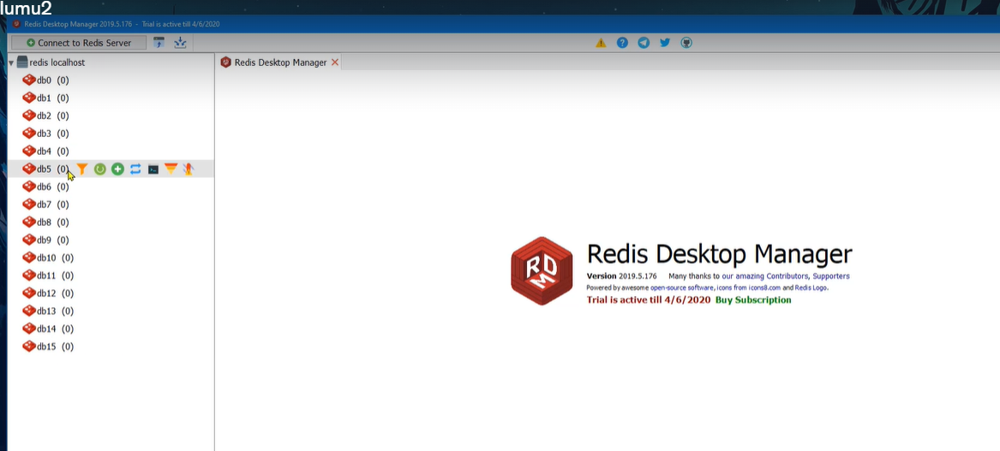 lumu2
Redis Desktop Manager 2019.5.176 - Trial is active till 4/6/2020
Connect to Redis Server
redis localhost
Redis Desktop Manager
db0 (0)
db1 (0)
db2 (0)
db3 (0)
db4 (0)
db5 (0)
db6 (0)
db7 (0)
db8 (0)
db9 (0)
db10 (0)
db11 (0)
db12 (0)
db13 (0)
db14 (0)
db15 (0)
RDM
Redis Desktop Manager
Version 2019.5.176 Many thanks to our amazing Contributors, Supporters
Powered by awesome open-source software, icons from icons8.com and Redis Logo.
Trial is active till 4/6/2020 Buy Subscription